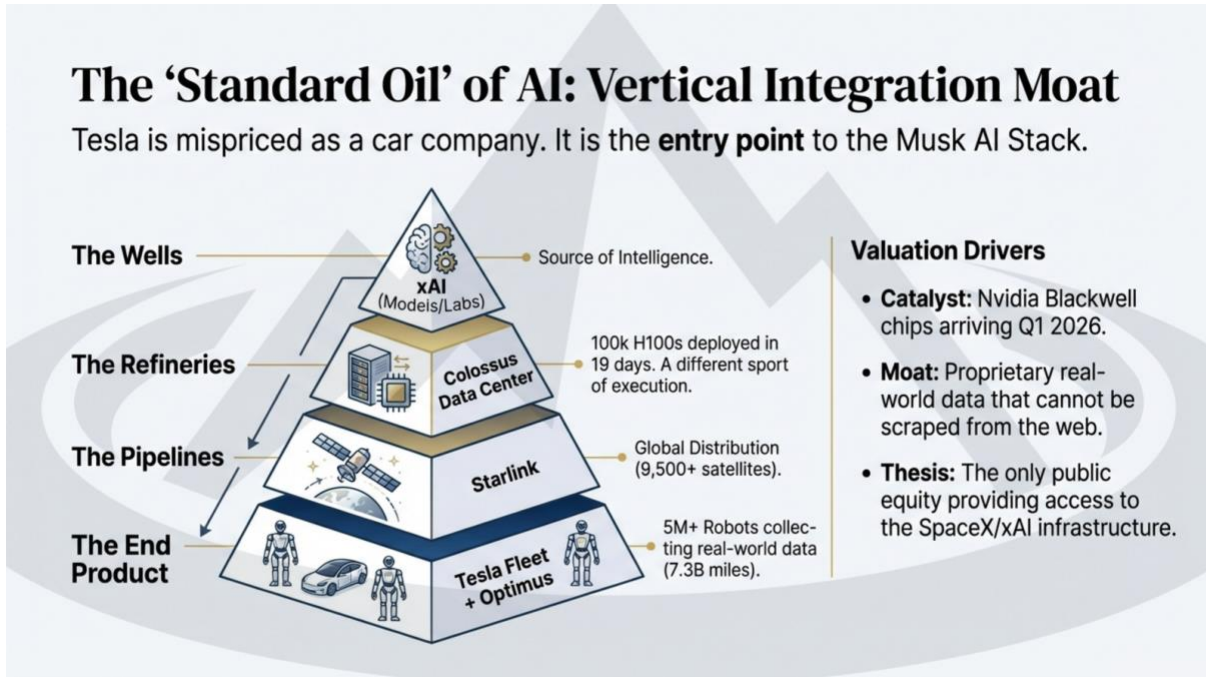 The ‘Standard Oil’ of AI: Vertical Integration Moat
Tesla is mispriced as a car company. It is the entry point to the Musk AI Stack.
The Wells
xAI
(Models/Labs)
Source of Intelligence.
The Refineries
Colossus
Data Center
100k H100s deployed in
19 days. A different sport
of execution.
The Pipelines
Starlink
Global Distribution
(9,500+ satellites).
The End
Product
Tesla Fleet
+ Optimus
5M+ Robots collec-
ting real-world data
(7.3B miles).
Valuation Drivers
• Catalyst: Nvidia Blackwell
chips arriving Q1 2026.
• Moat: Proprietary real-
world data that cannot be
scraped from the web.
• Thesis: The only public
equity providing access to
the SpaceX/xAI infrastructure.